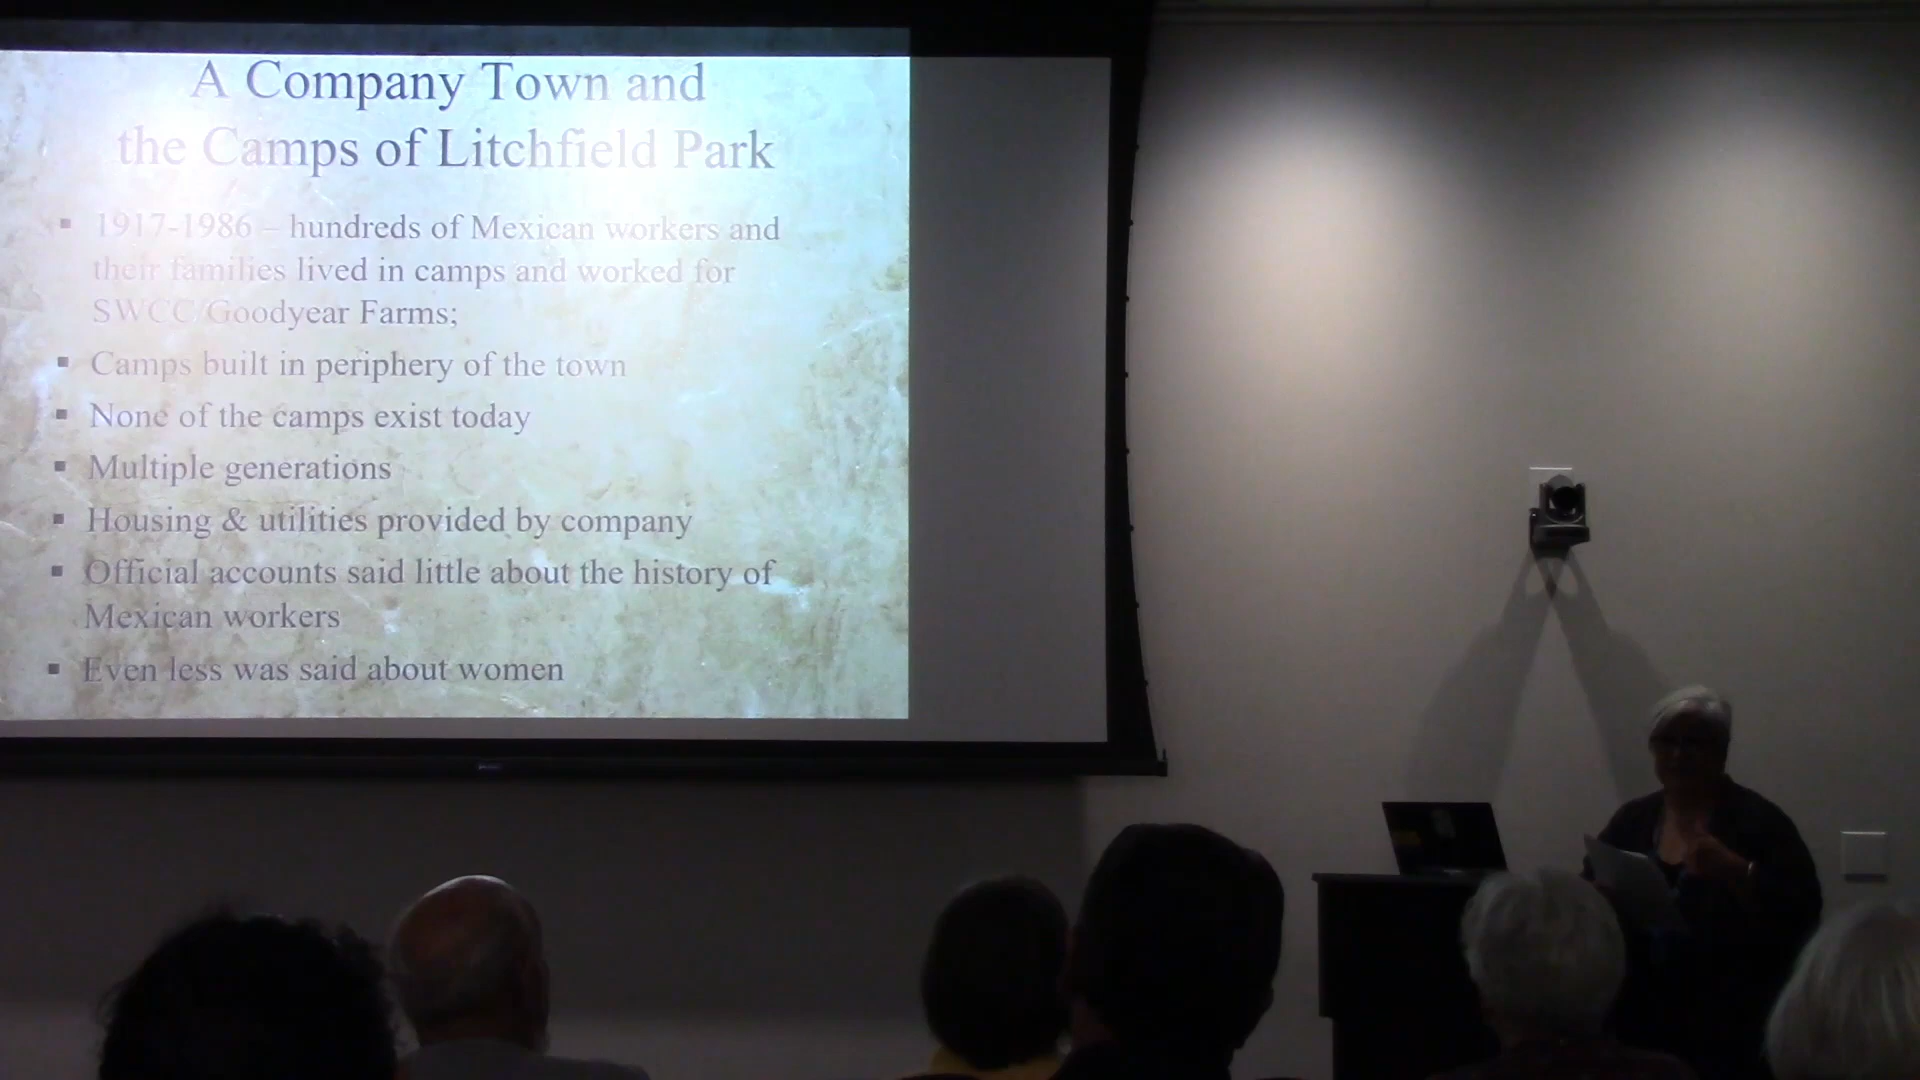 A Company Town and
the Camps of Litchfield Park
▪ 1917-1986 – hundreds of Mexican workers and
their families lived in camps and worked for
SWCC/Goodyear Farms;
▪ Camps built in periphery of the town
▪ None of the camps exist today
▪ Multiple generations
▪ Housing & utilities provided by company
▪ Official accounts said little about the history of
Mexican workers
▪ Even less was said about women